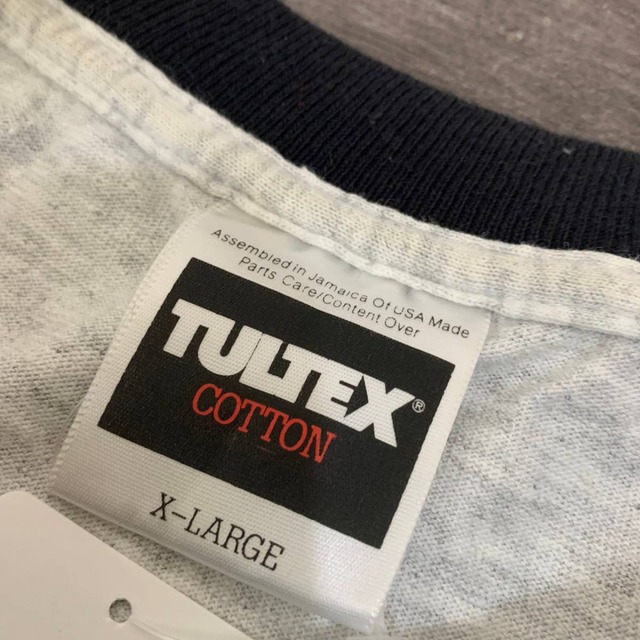 Assembled in Jamaica Of USA Made
Parts Care/Content Over
TULTEX®
COTTON
X-LARGE